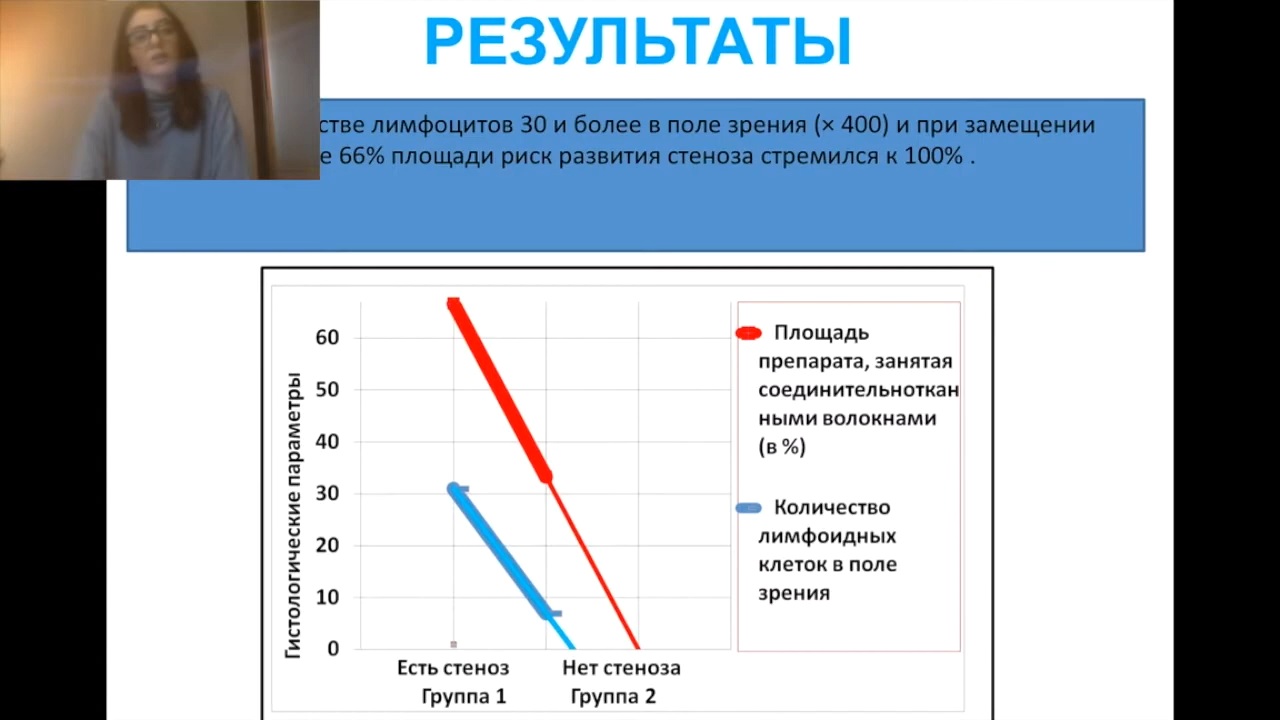 РЕЗУЛЬТАТЫ
лимфоцитов 30 и более в поле зрения (× 400) и при замещении
66% площади риск развития стеноза стремился к 100% .
Гистологические параметры
60
50
40
30
20
10
0
Есть стеноз Нет стеноза
Группа 1 Группа 2
Площадь
препарата, занятая
соединительноткан
ными волокнами
(в %)
Количество
лимфоидных
клеток в поле
зрения